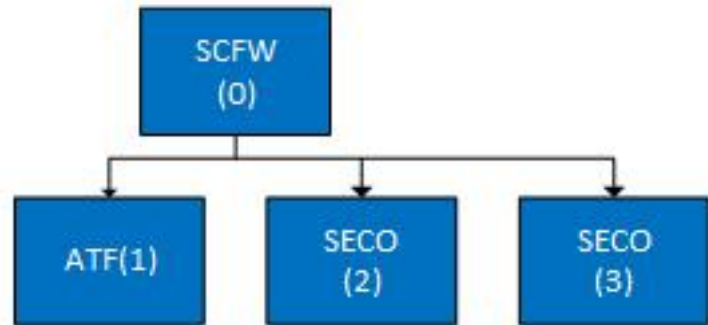 SCFW
(0)
ATF(1)
SECO
(2)
SECO
(3)